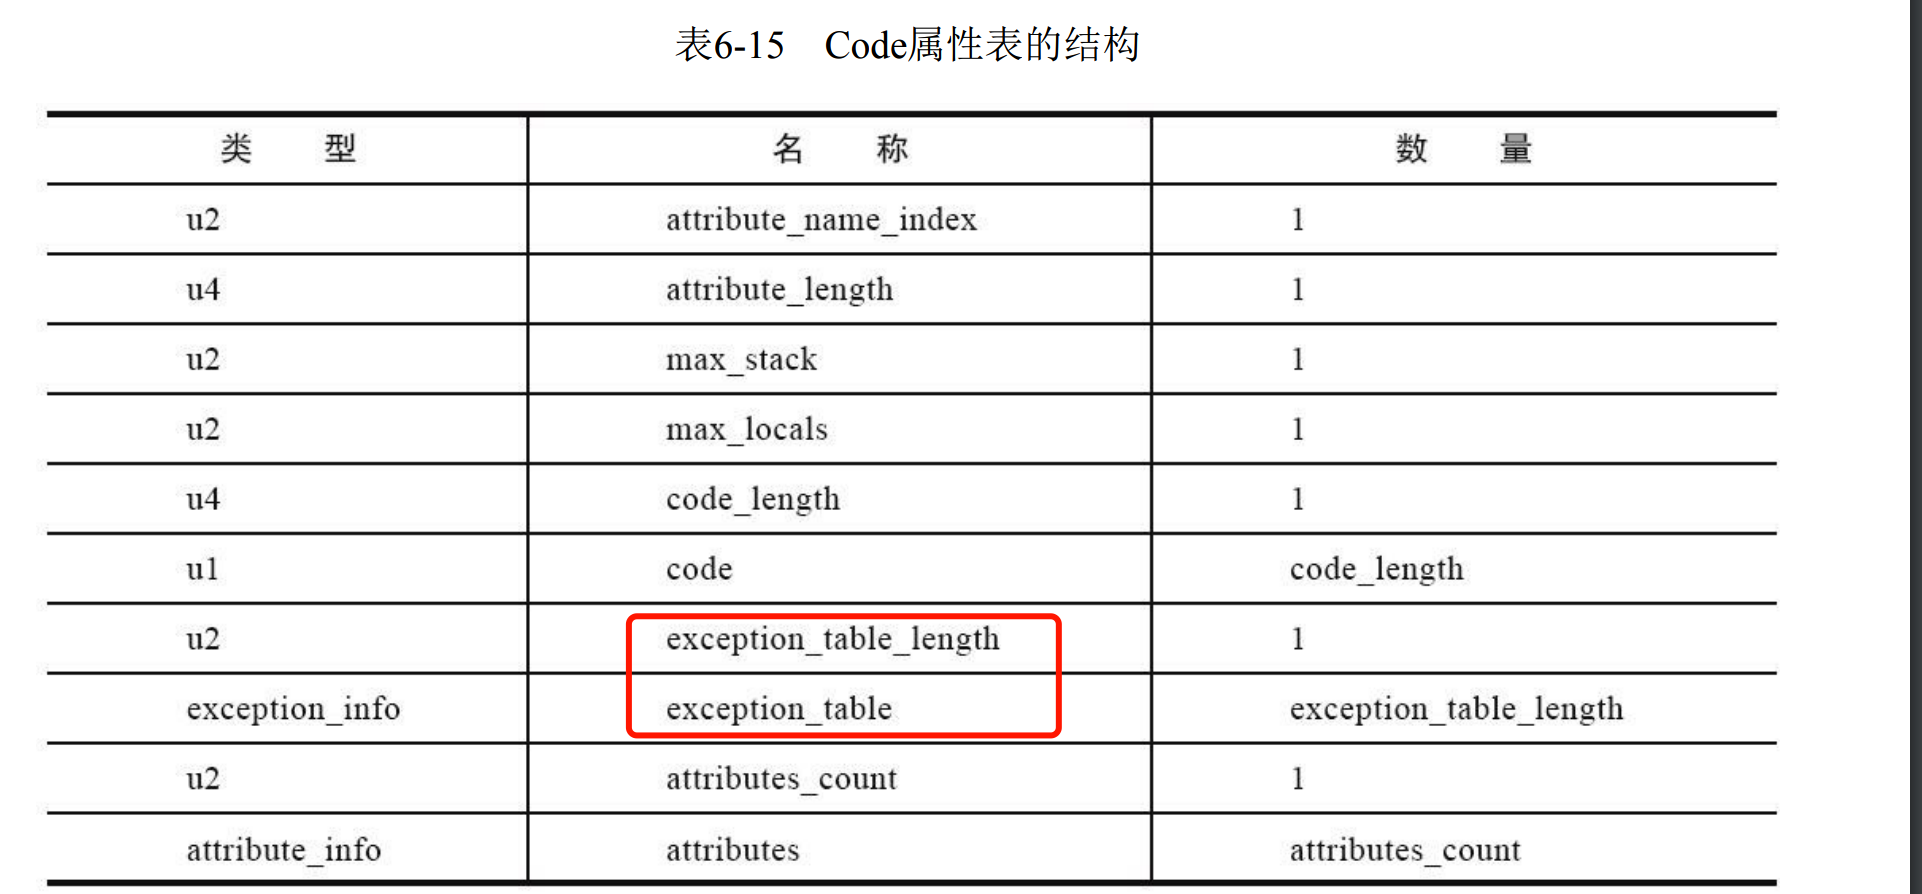 表6-15 Code属性表的结构
类 型 名 称 数 量
u2 attribute_name_index 1
u4 attribute_length 1
u2 max_stack 1
u2 max_locals 1
u4 code_length 1
u1 code code_length
u2 exception_table_length 1
exception_info exception_table exception_table_length
u2 attributes_count 1
attribute_info attributes attributes_count